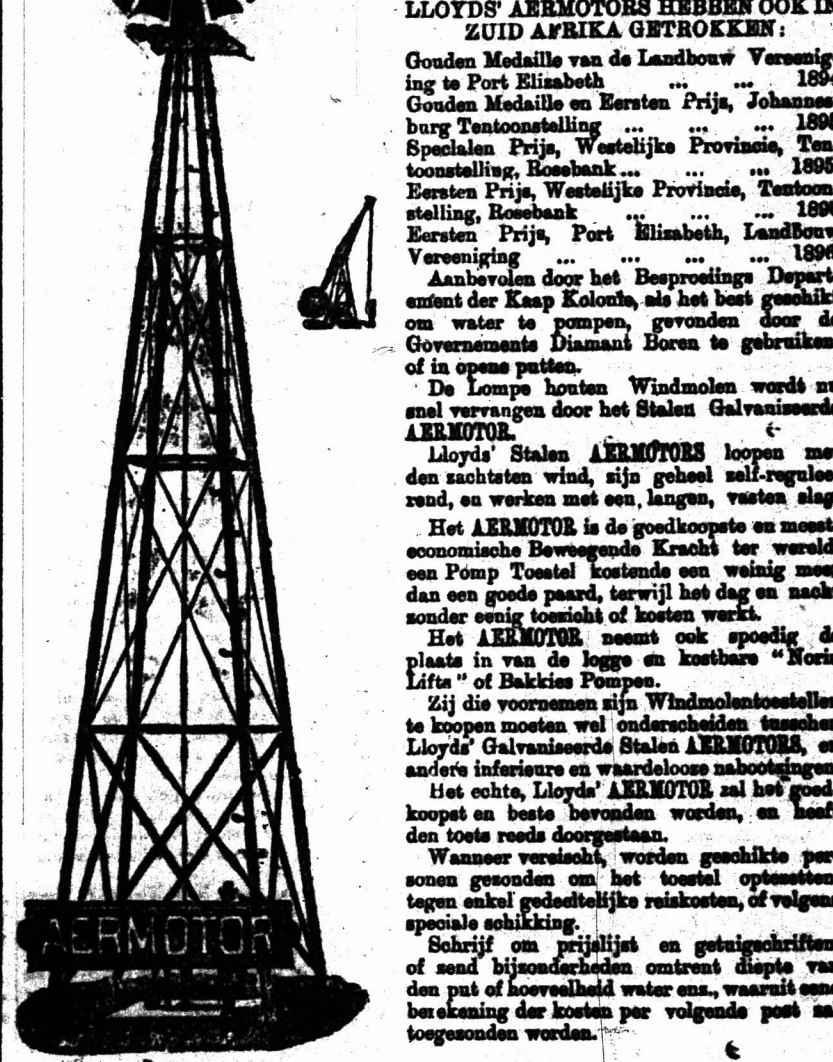 LLOYDS' AERMOTORS HEBBEN OOK IN
ZUID AFRIKA GETROKKEN:
Gouden Medaille van de Landbouw Vereenig-
ing te Port Elizabeth ... ... 189
Gouden Medaille en Eersten Prijs, Johannes-
burg Tentoonstelling ... ... ... 1895
Specialen Prijs, Westelijke Provincie, Ten-
toonstelling, Rosebank ... ... ... 1895
Eersten Prijs, Westelijke Provincie, Tentoon-
stelling, Rosebank ... ... ... 189
Eersten Prijs, Port Elizabeth, Landbouw
Vereeniging ... ... ... ... 189
Aanbevolen door het Besproeiings Depart-
ement der Kaap Kolonie, als het best geschik
om water te pompen, gevonden door de
Governements Diamant Boren te gebruiken
of in opene putten.
De Lompe houten Windmolen wordt nu
snel vervangen door het Stalen Galvaniseerde
AERMOTOR.
Lloyds' Stalen AERMOTORS loopen met
den zachtsten wind, zijn geheel zelf-regulee-
rend, en werken met een, langen, vasten slag
Het AERMOTOR is de goedkoopste en meest
economische Beweegende Kracht ter wereld
een Pomp Toestel kostende een weinig meer
dan een goede paard, terwijl het dag en nacht
zonder eenig toezicht of kosten werkt.
Het AERMOTOR neemt ook spoedig de
plaats in van de logge en kostbare "Noria
Lifts" of Bakkies Pompen.
Zij die voornemen zijn Windmolentoestellen
te koopen moeten wel onderscheiden tusschen
Lloyds' Galvaniseerde Stalen AERMOTORS, en
andere inferieure en waardelooze nabootsingen
Het echte, Lloyds' AERMOTOR zal het goed-
koopst en beste bevonden worden, en heef
den toets reeds doorgestaan.
Wanneer vereischt, worden geschikte per-
sonen gezonden om het toestel optezetten
tegen enkel gedeeltelijke reiskosten, of volgens
speciale schikking.
Schrijf om prijslijst en getuigschriften
of zend bijzonderheden omtrent diepte van
den put of hoeveelheid water enz., waaruit eene
berekening der kosten per volgende post zal
toegezonden worden.
AERMOTOR